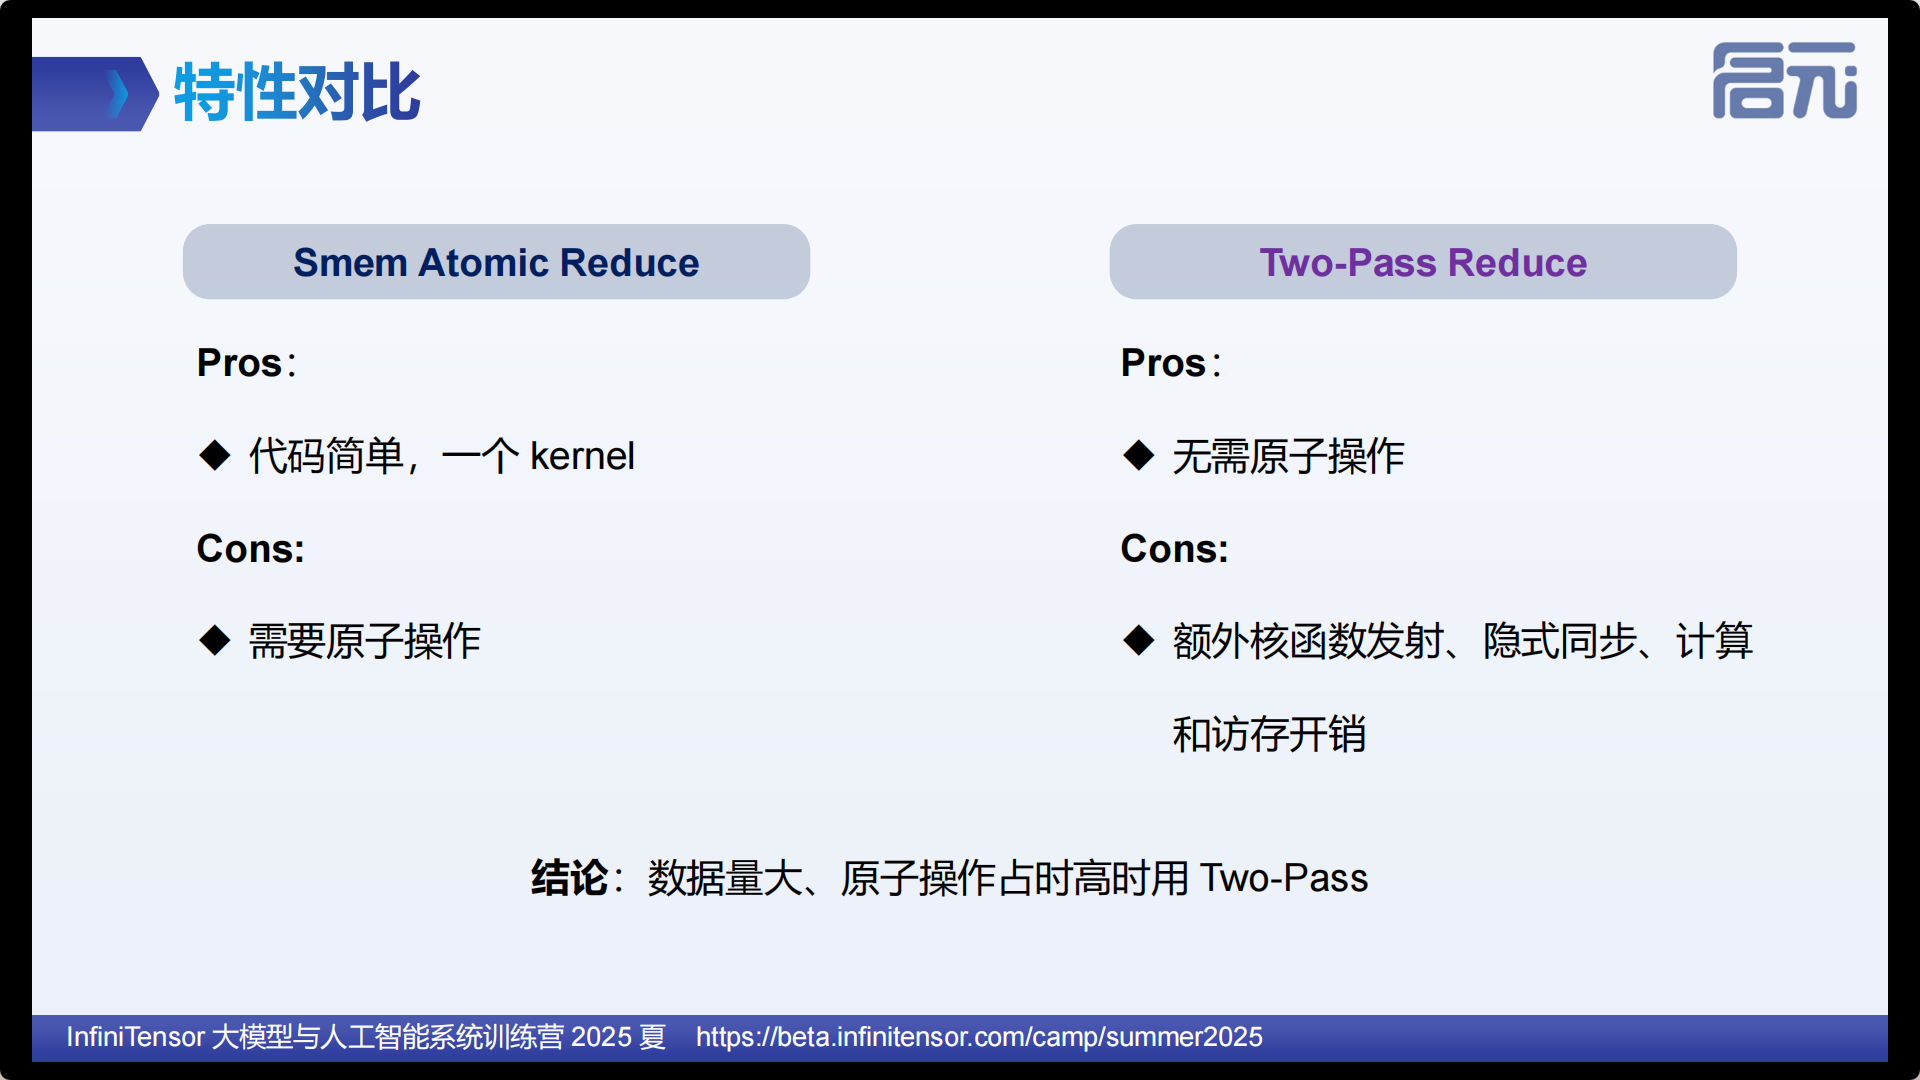 特性对比
启元
Smem Atomic Reduce
Pros：
◆ 代码简单，一个 kernel
Cons:
◆ 需要原子操作
Two-Pass Reduce
Pros：
◆ 无需原子操作
Cons:
◆ 额外核函数发射、隐式同步、计算
和访存开销
结论：数据量大、原子操作占时高时用 Two-Pass
InfiniTensor 大模型与人工智能系统训练营 2025 夏 https://beta.infinitensor.com/camp/summer2025